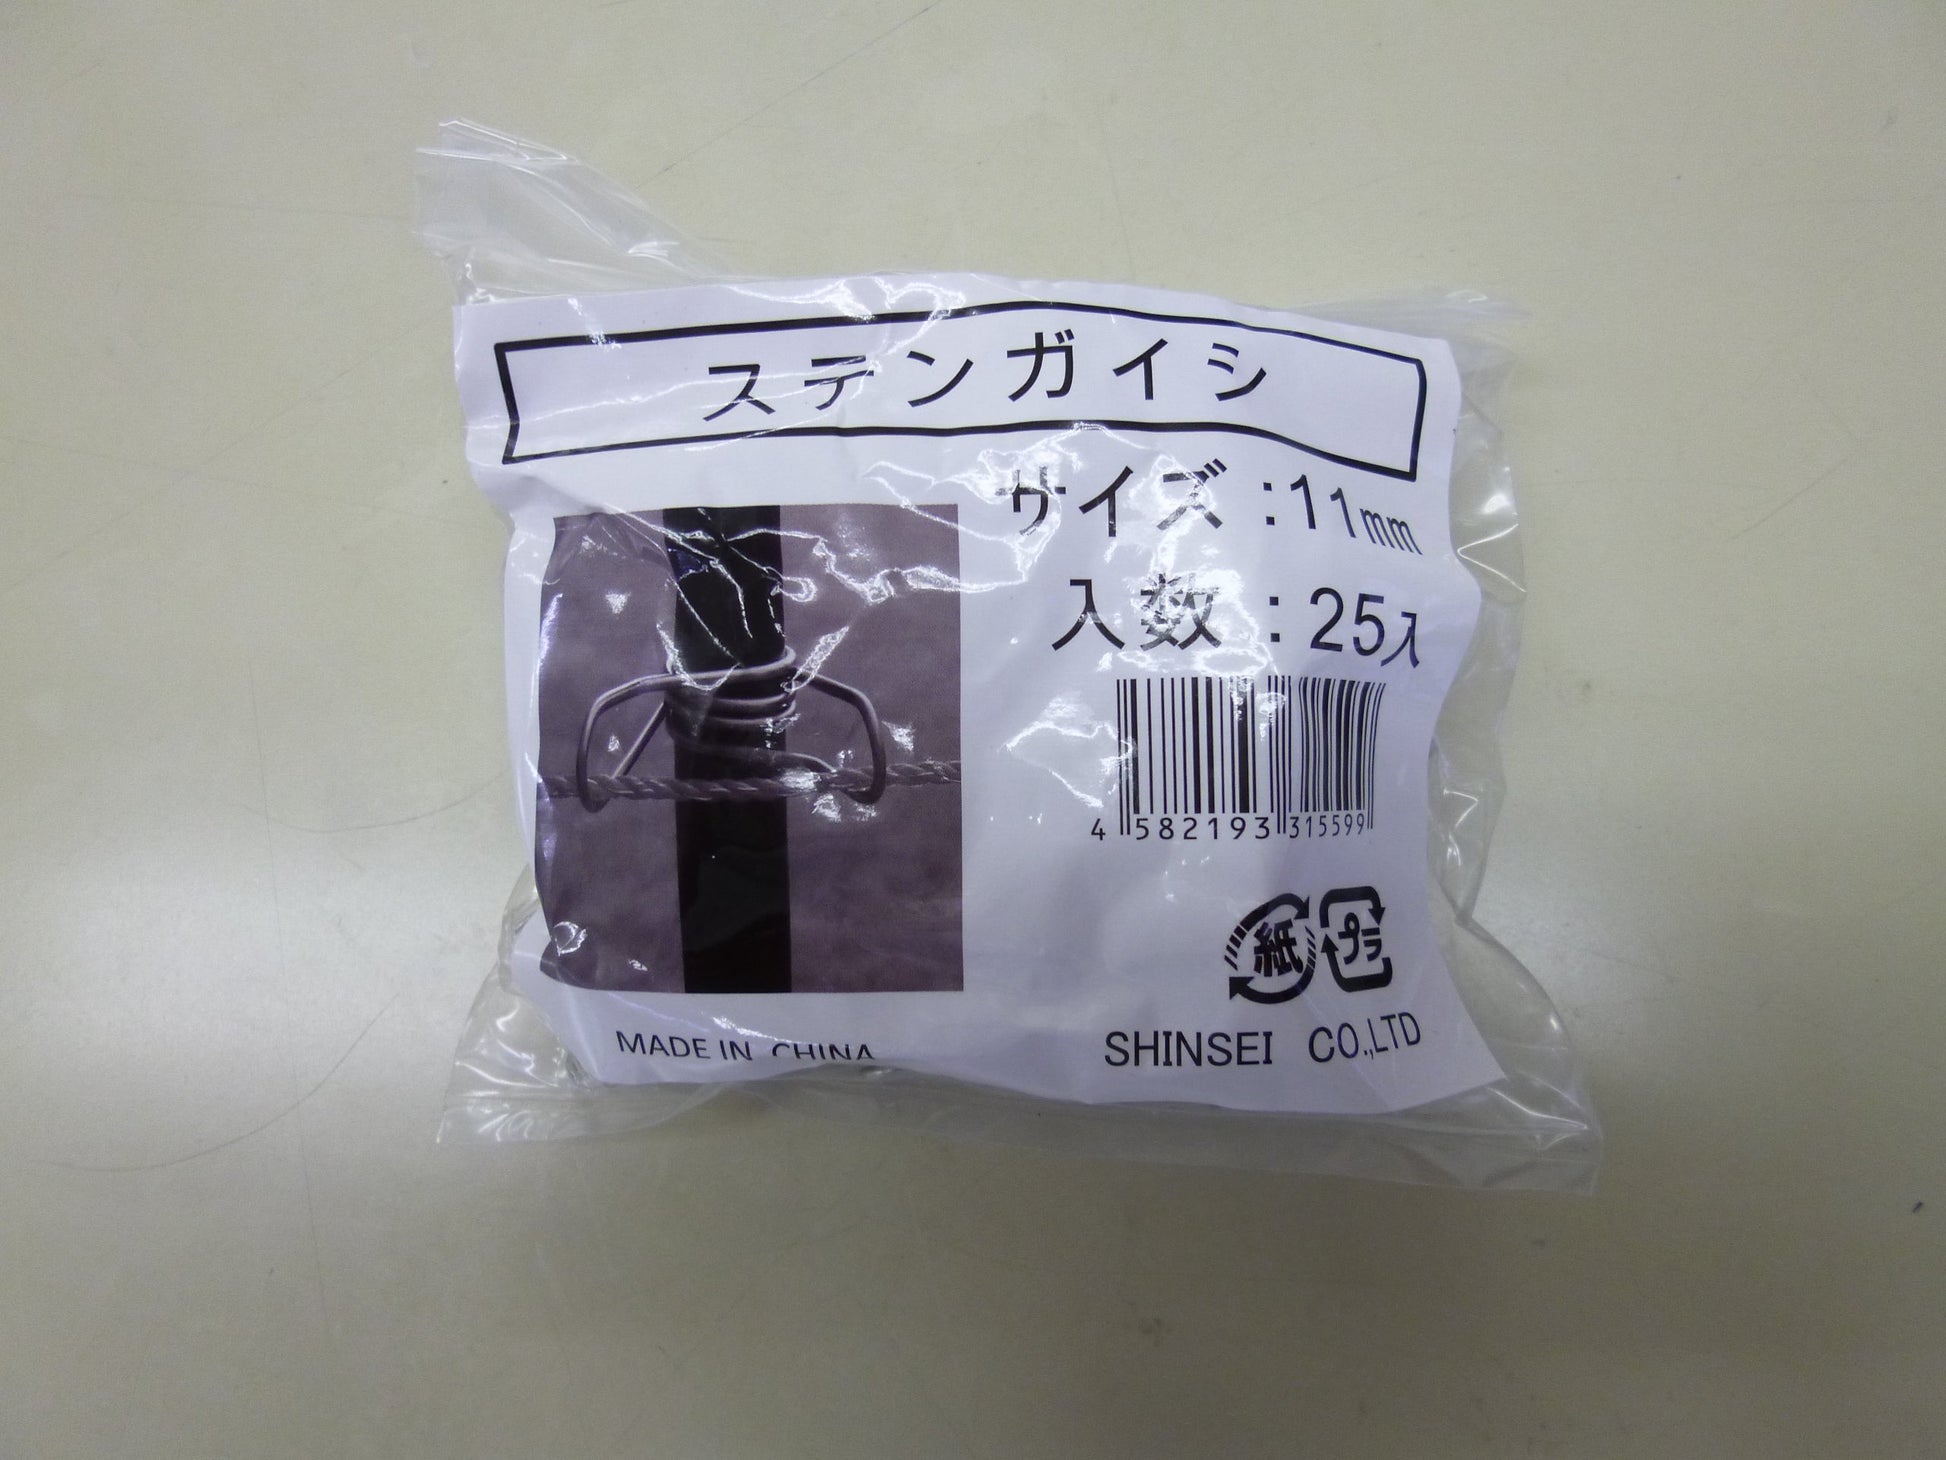 ステンガイシ
サイズ：11mm
入数：25入
4 582193 315599
紙 プラ
MADE IN CHINA
SHINSEI CO.,LTD